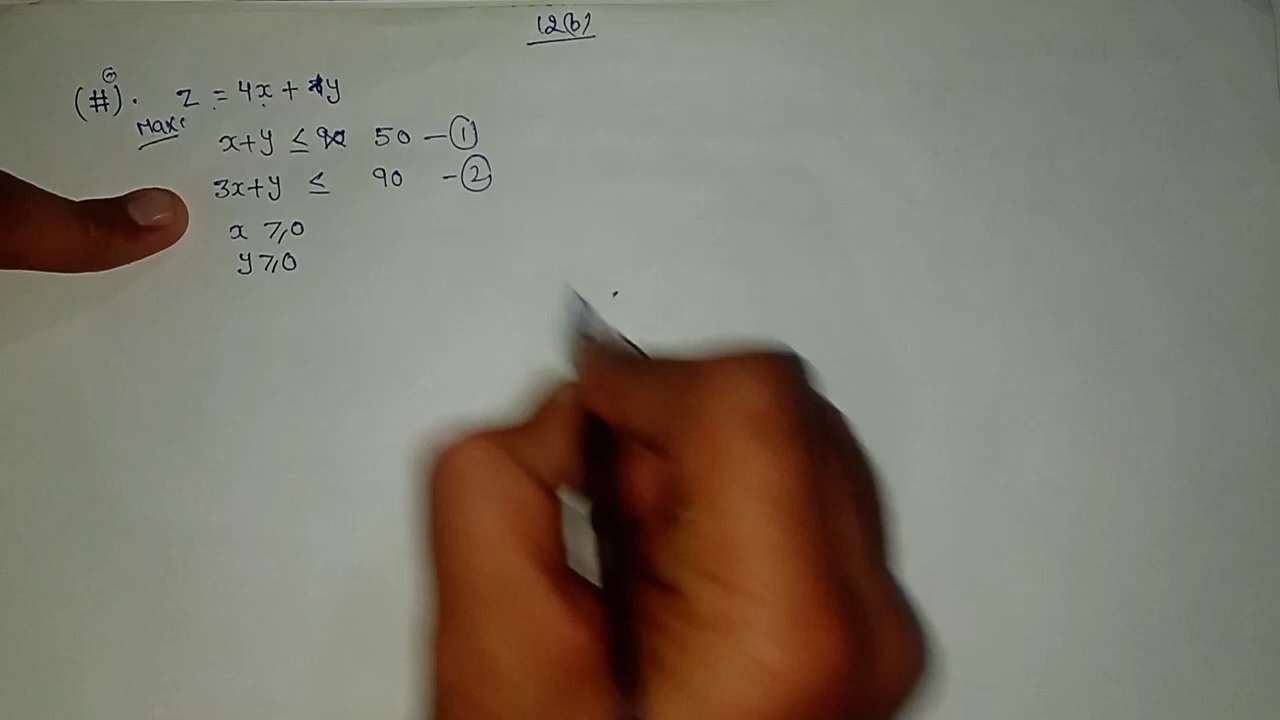 12(b)
(#). Z = 4x + y
Max:
x+y ≤ 50 - ①
3x+y ≤ 90 - ②
x ≥ 0
y ≥ 0